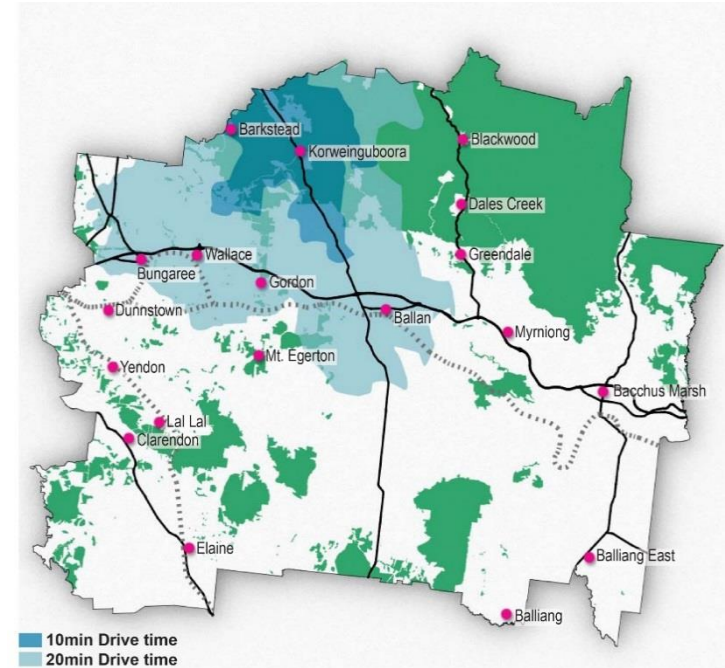 Barkstead
Korweinguboora
Blackwood
Dales Creek
Wallace
Greendale
Bungaree
Gordon
Dunnstown
Ballan
Myrniong
Mt. Egerton
Yendon
Bacchus Marsh
Lal Lal
Clarendon
Elaine
Balliang East
Balliang
10min Drive time
20min Drive time